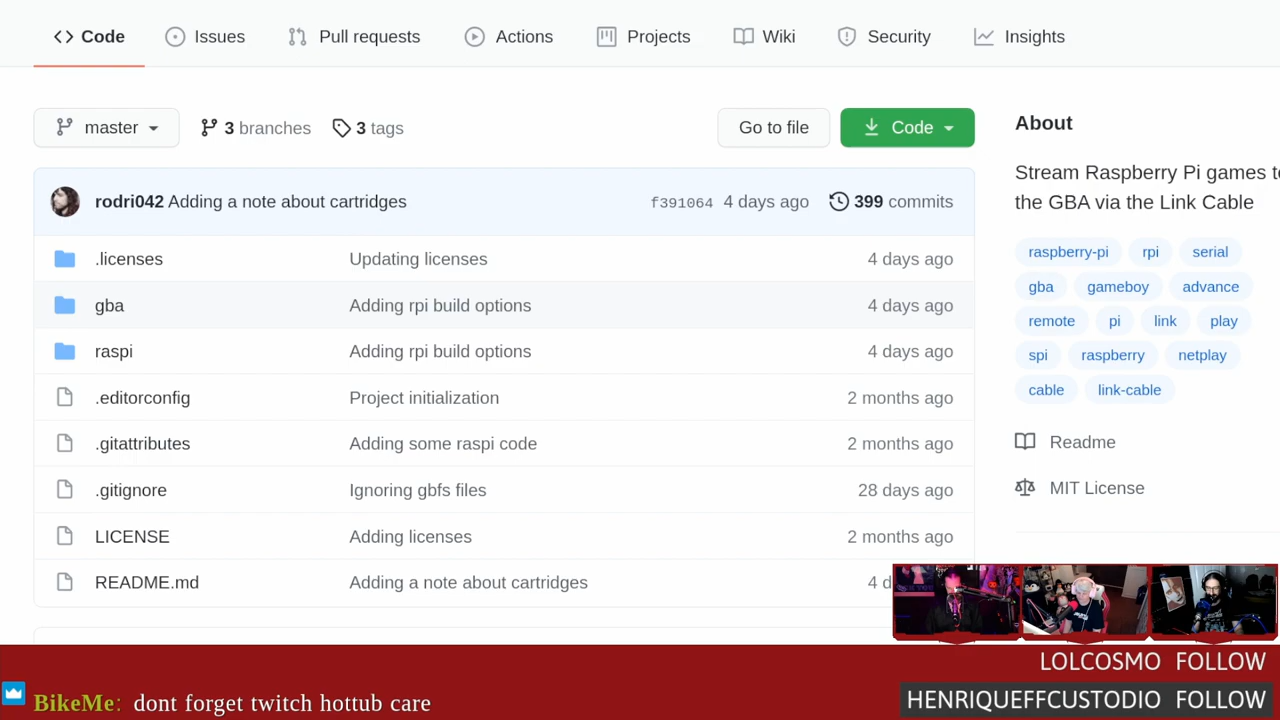 Code Issues Pull requests Actions Projects Wiki Security Insights
master 3 branches 3 tags Go to file Code
rodri042 Adding a note about cartridges f391064 4 days ago 399 commits
.licenses Updating licenses 4 days ago
gba Adding rpi build options 4 days ago
raspi Adding rpi build options 4 days ago
.editorconfig Project initialization 2 months ago
.gitattributes Adding some raspi code 2 months ago
.gitignore Ignoring gbfs files 28 days ago
LICENSE Adding licenses 2 months ago
README.md Adding a note about cartridges 4 d
About
Stream Raspberry Pi games to
the GBA via the Link Cable
raspberry-pi rpi serial
gba gameboy advance
remote pi link play
spi raspberry netplay
cable link-cable
Readme
MIT License
LOLCOSMO FOLLOW
HENRIQUEFFCUSTODIO FOLLOW
BikeMe: dont forget twitch hottub care